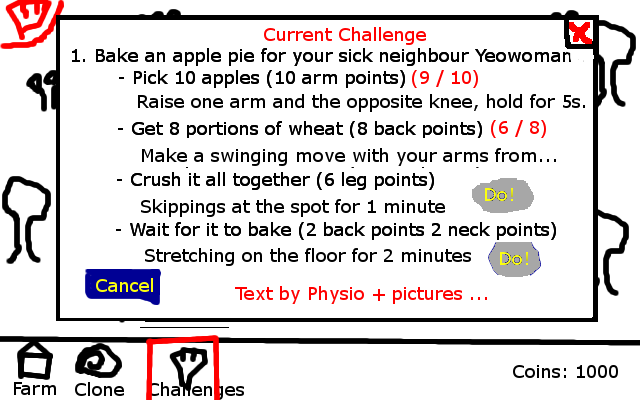 Current Challenge
1. Bake an apple pie for your sick neighbour Yeowoman
- Pick 10 apples (10 arm points) (9 / 10)
Raise one arm and the opposite knee, hold for 5s.
- Get 8 portions of wheat (8 back points) (6 / 8)
Make a swinging move with your arms from...
- Crush it all together (6 leg points)
Do!
Skippings at the spot for 1 minute
- Wait for it to bake (2 back points 2 neck points)
Stretching on the floor for 2 minutes
Do!
Cancel
Text by Physio + pictures ...
Farm
Clone
Challenges
Coins: 1000